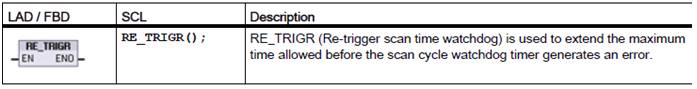 LAD / FBD SCL Description
RE_TRIGR
EN ENO
RE_TRIGR();
RE_TRIGR (Re-trigger scan time watchdog) is used to extend the maximum
time allowed before the scan cycle watchdog timer generates an error.